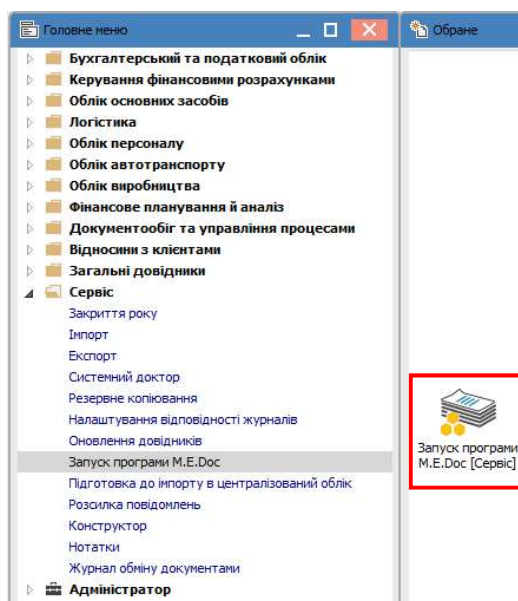 Головне меню
Бухгалтерський та податковий облік
Керування фінансовими розрахунками
Облік основних засобів
Логістика
Облік персоналу
Облік автотранспорту
Облік виробництва
Фінансове планування й аналіз
Документообіг та управління процесами
Відносини з клієнтами
Загальні довідники
Сервіс
Закриття року
Імпорт
Експорт
Системний доктор
Резервне копіювання
Налаштування відповідності журналів
Оновлення довідників
Запуск програми M.E.Doc
Підготовка до імпорту в централізований облік
Розсилка повідомлень
Конструктор
Нотатки
Журнал обміну документами
Адміністратор
Обране
Запуск програми
M.E.Doc [Сервіс]